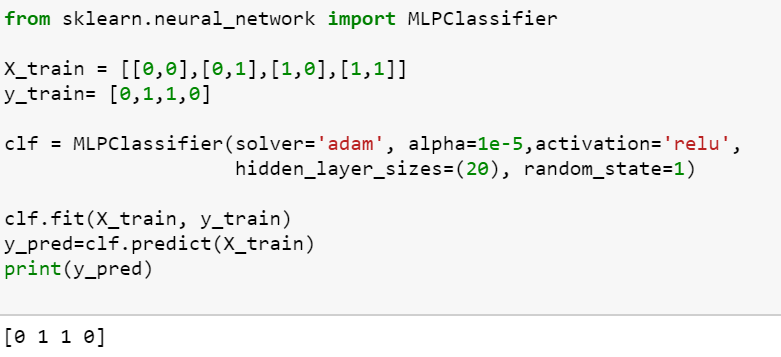 from sklearn.neural_network import MLPClassifier
X_train = [[0,0],[0,1],[1,0],[1,1]]
y_train= [0,1,1,0]
clf = MLPClassifier(solver='adam', alpha=1e-5,activation='relu',
hidden_layer_sizes=(20), random_state=1)
clf.fit(X_train, y_train)
y_pred=clf.predict(X_train)
print(y_pred)
[0 1 1 0]